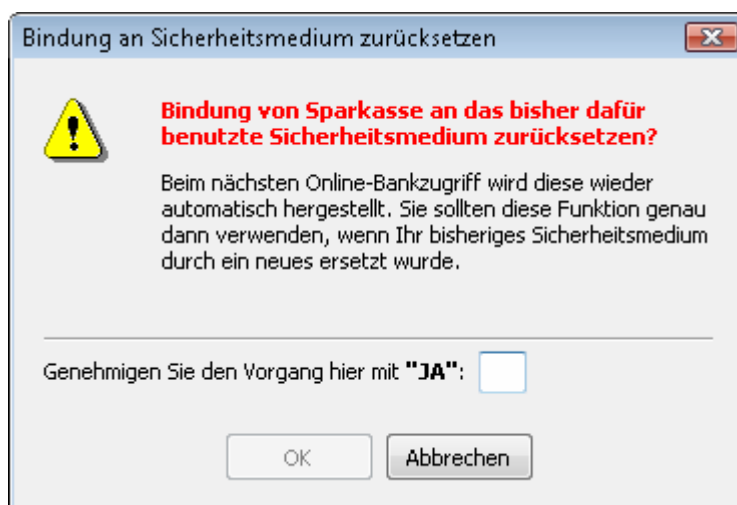 Bindung an Sicherheitsmedium zurücksetzen
Bindung von Sparkasse an das bisher dafür
benutzte Sicherheitsmedium zurücksetzen?
Beim nächsten Online-Bankzugriff wird diese wieder
automatisch hergestellt. Sie sollten diese Funktion genau
dann verwenden, wenn Ihr bisheriges Sicherheitsmedium
durch ein neues ersetzt wurde.
Genehmigen Sie den Vorgang hier mit "JA":
OK Abbrechen